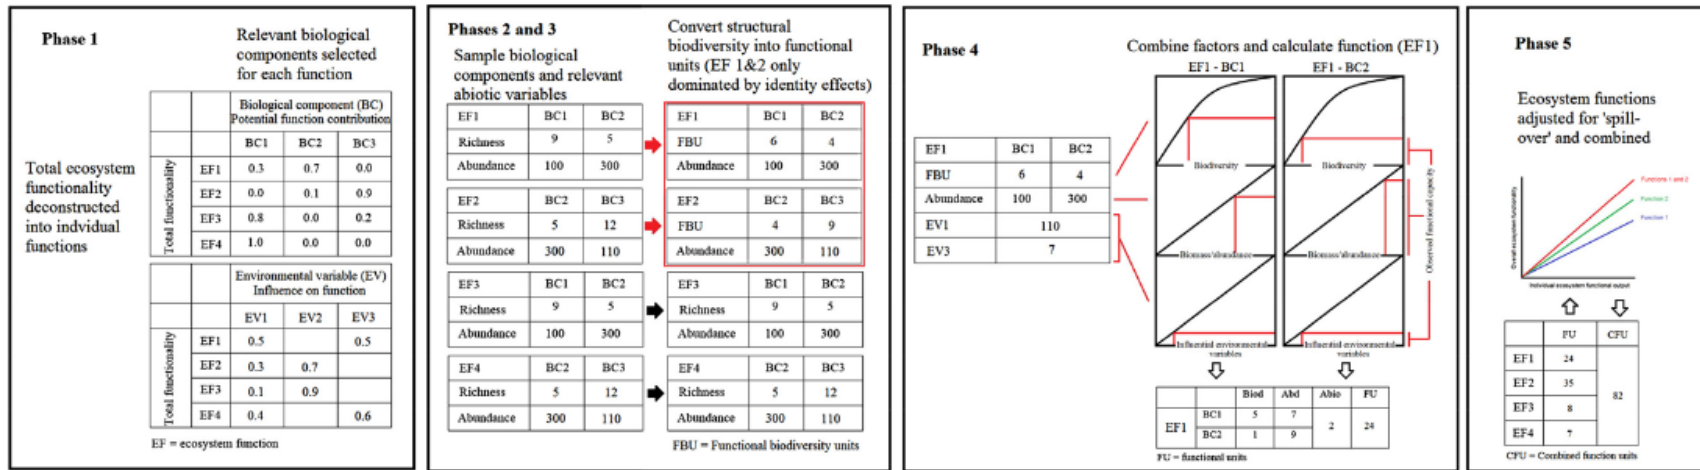 Phase 1
Relevant biological
components selected
for each function
Total ecosystem
functionality
deconstructed
into indvidual
functions
Biological component (BC)
Potential function contribution
BC1 BC2 BC3
Total functionality
EF1 0.3 0.7 0.0
EF2 0.0 0.1 0.9
EF3 0.8 0.0 0.2
EF4 1.0 0.0 0.0
Environmental variable (EV)
Influence on function
EV1 EV2 EV3
Total functionality
EF1 0.5 0.5
EF2 0.3 0.7
EF3 0.1 0.9
EF4 0.4 0.6
EF = ecosystem function
Phases 2 and 3
Sample biological
components and relevant
abiotic variables
Convert structural
biodiversity into functional
units (EF 1&2 only
dominated by identity effects)
EF1 BC1 BC2
Richness 9 5
Abundance 100 300
EF1 BC1 BC2
FBU 6 4
Abundance 100 300
EF2 BC2 BC3
Richness 5 12
Abundance 300 110
EF2 BC2 BC3
FBU 4 9
Abundance 300 110
EF3 BC1 BC2
Richness 9 5
Abundance 100 300
EF3 BC1 BC2
Richness 9 5
Abundance 100 300
EF4 BC2 BC3
Richness 5 12
Abundance 300 110
EF4 BC2 BC3
Richness 5 12
Abundance 300 110
FBU = Functional biodiversity units
Phase 4
Combine factors and calculate function (EF1)
EF1 - BC1 EF1 - BC2
EF1 BC1 BC2
FBU 6 4
Abundance 100 300
EV1 110
EV3 7
Biodiversity Biodiversity
Biomass/abundance Biomass/abundance
Influential environmental
variables
Influential environmental
variables
Observed functional capacity
Biod Abd Abio FU
EF1 BC1 5 7 2 24
BC2 1 9
FU = functional units
Phase 5
Ecosystem functions
adjusted for 'spill-
over' and combined
Overall ecosystem functionality
Functions 1 and 2
Function 2
Function 1
Individual ecosystem functional output
FU CFU
EF1 24
EF2 35
EF3 8
EF4 7
82
CFU = Combined function units